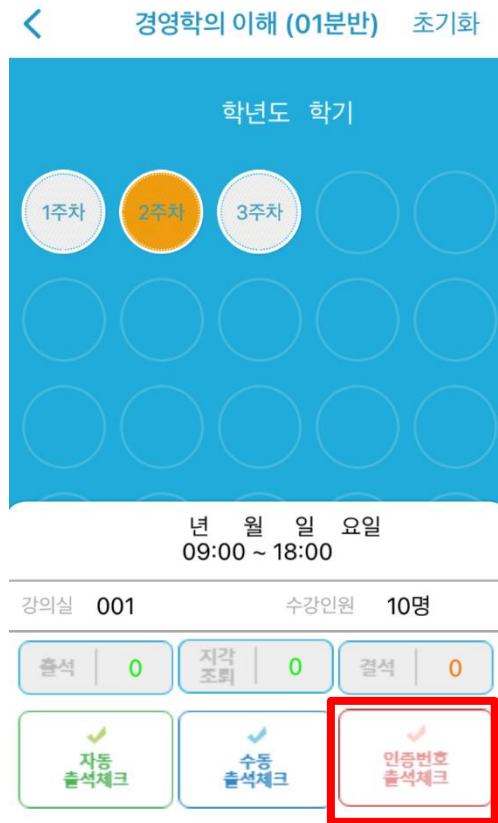 경영학의 이해 (01분반) 초기화
학년도 학기
1주차 2주차 3주차
년 월 일 요일
09:00 ~ 18:00
강의실 001 수강인원 10명
출석 0 지각 0 결석 0
조퇴
자동 수동 인증번호
출석체크 출석체크 출석체크